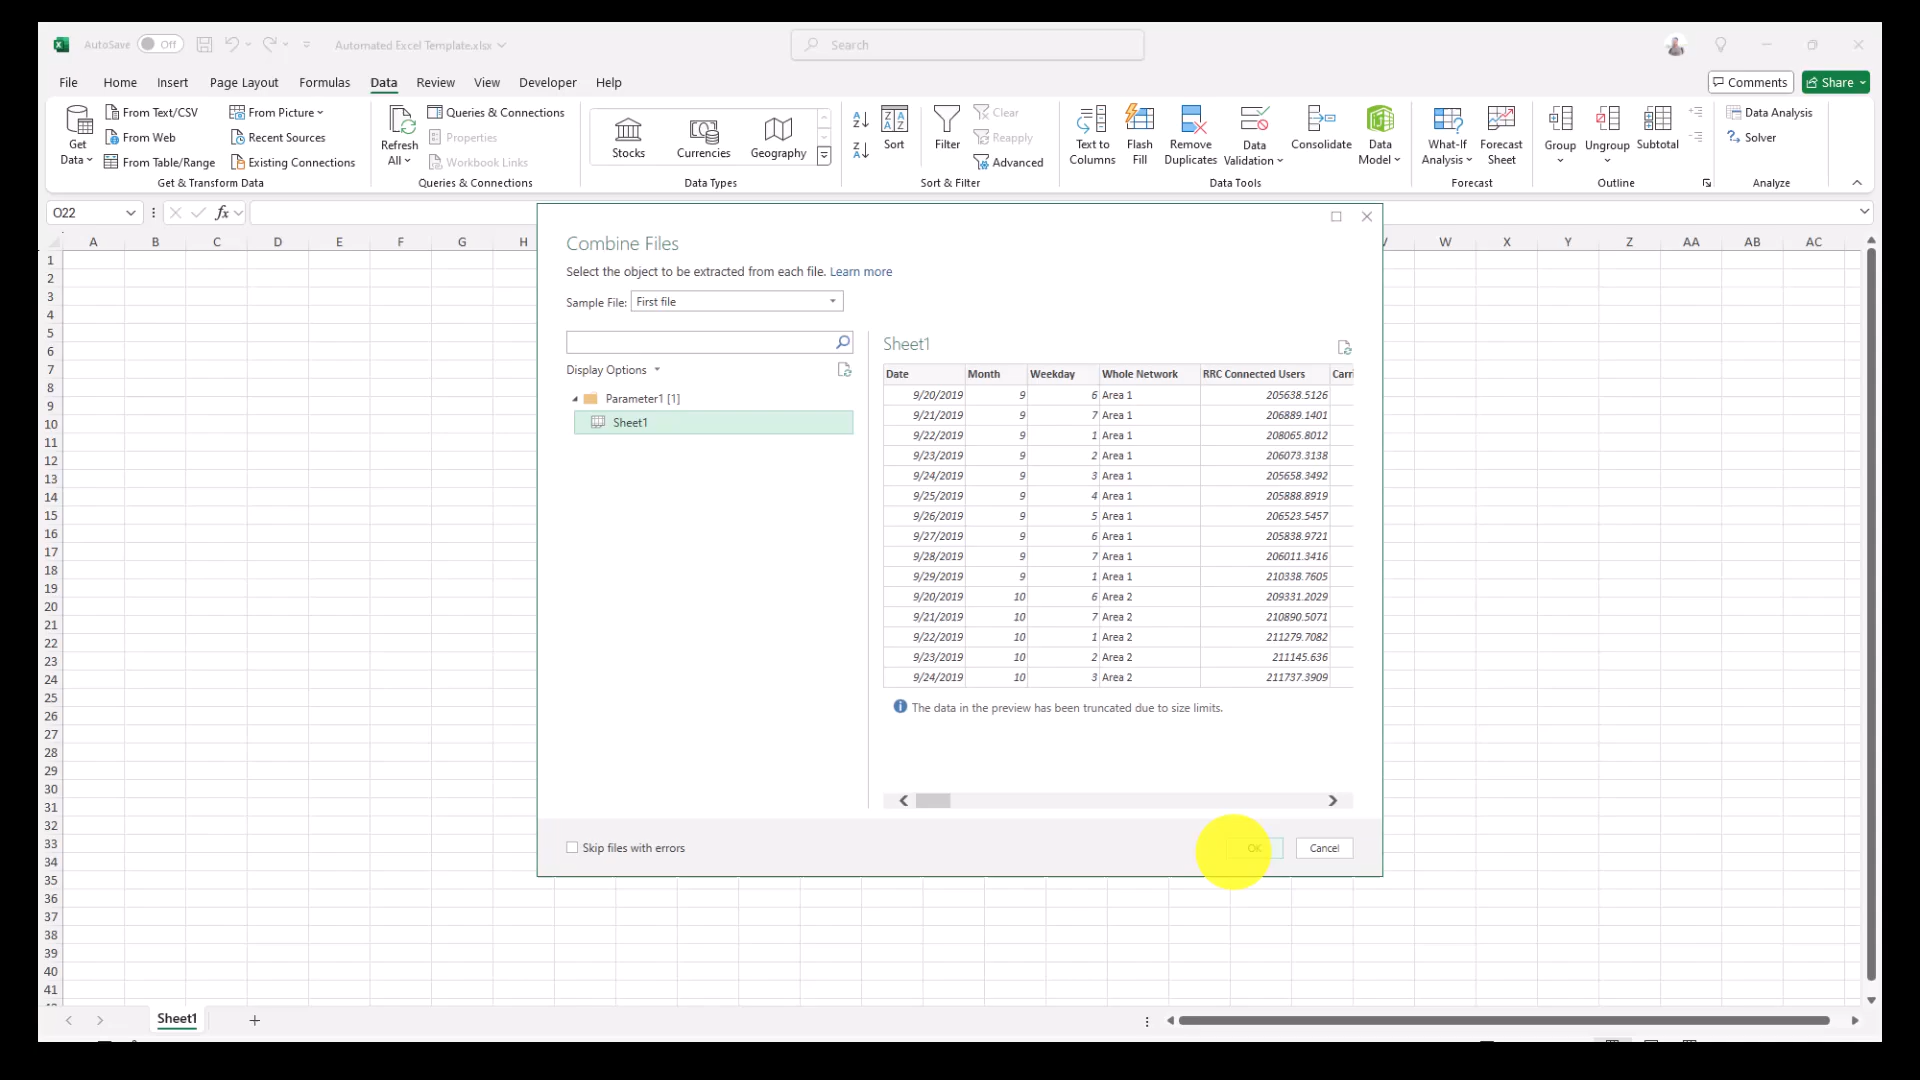 AutoSave Off Automated Excel Template.xlsx Search
File Home Insert Page Layout Formulas Data Review View Developer Help Comments Share
Get Data
From Text/CSV
From Web
From Table/Range
From Picture
Recent Sources
Existing Connections
Get & Transform Data
Refresh All
Queries & Connections
Properties
Workbook Links
Queries & Connections
Stocks Currencies Geography
Data Types
Sort
Filter
Clear
Reapply
Advanced
Sort & Filter
Text to Columns
Flash Fill
Remove Duplicates
Data Validation
Consolidate
Data Model
Data Tools
What-If Analysis
Forecast Sheet
Forecast
Group
Ungroup
Subtotal
Outline
Data Analysis
Solver
Analyze
O22 fx
A B C D E F G H V W X Y Z AA AB AC
1
2
3
4
5
6
7
8
9
10
11
12
13
14
15
16
17
18
19
20
21
22
23
24
25
26
27
28
29
30
31
32
33
34
35
36
37
38
39
40
41
Combine Files
Select the object to be extracted from each file. Learn more
Sample File: First file
Display Options
Parameter1 [1]
Sheet1
Sheet1
Date Month Weekday Whole Network RRC Connected Users Carri
9/20/2019 9 6 Area 1 205638.5126
9/21/2019 9 7 Area 1 206889.1401
9/22/2019 9 1 Area 1 208065.8012
9/23/2019 9 2 Area 1 206073.3138
9/24/2019 9 3 Area 1 205658.3492
9/25/2019 9 4 Area 1 205888.8919
9/26/2019 9 5 Area 1 206523.5457
9/27/2019 9 6 Area 1 205838.9721
9/28/2019 9 7 Area 1 206011.3416
9/29/2019 9 1 Area 1 210338.7605
9/20/2019 10 6 Area 2 209331.2029
9/21/2019 10 7 Area 2 210890.5071
9/22/2019 10 1 Area 2 211279.7082
9/23/2019 10 2 Area 2 211145.636
9/24/2019 10 3 Area 2 211737.3909
The data in the preview has been truncated due to size limits.
Skip files with errors OK Cancel
Sheet1